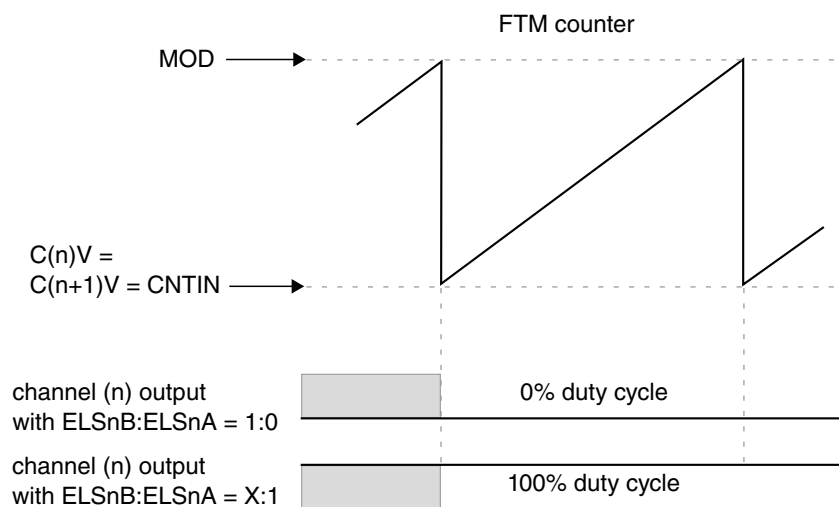 FTM counter
MOD
C(n)V =
C(n+1)V = CNTIN
channel (n) output
with ELSnB:ELSnA = 1:0
0% duty cycle
channel (n) output
with ELSnB:ELSnA = X:1
100% duty cycle